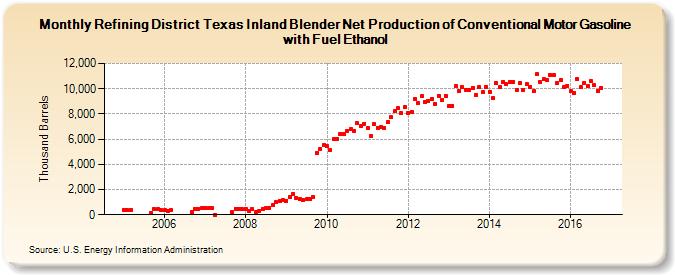 Monthly Refining District Texas Inland Blender Net Production of Conventional Motor Gasoline
with Fuel Ethanol
Thousand Barrels
12,000
10,000
8,000
6,000
4,000
2,000
0
2006 2008 2010 2012 2014 2016
Source: U.S. Energy Information Administration